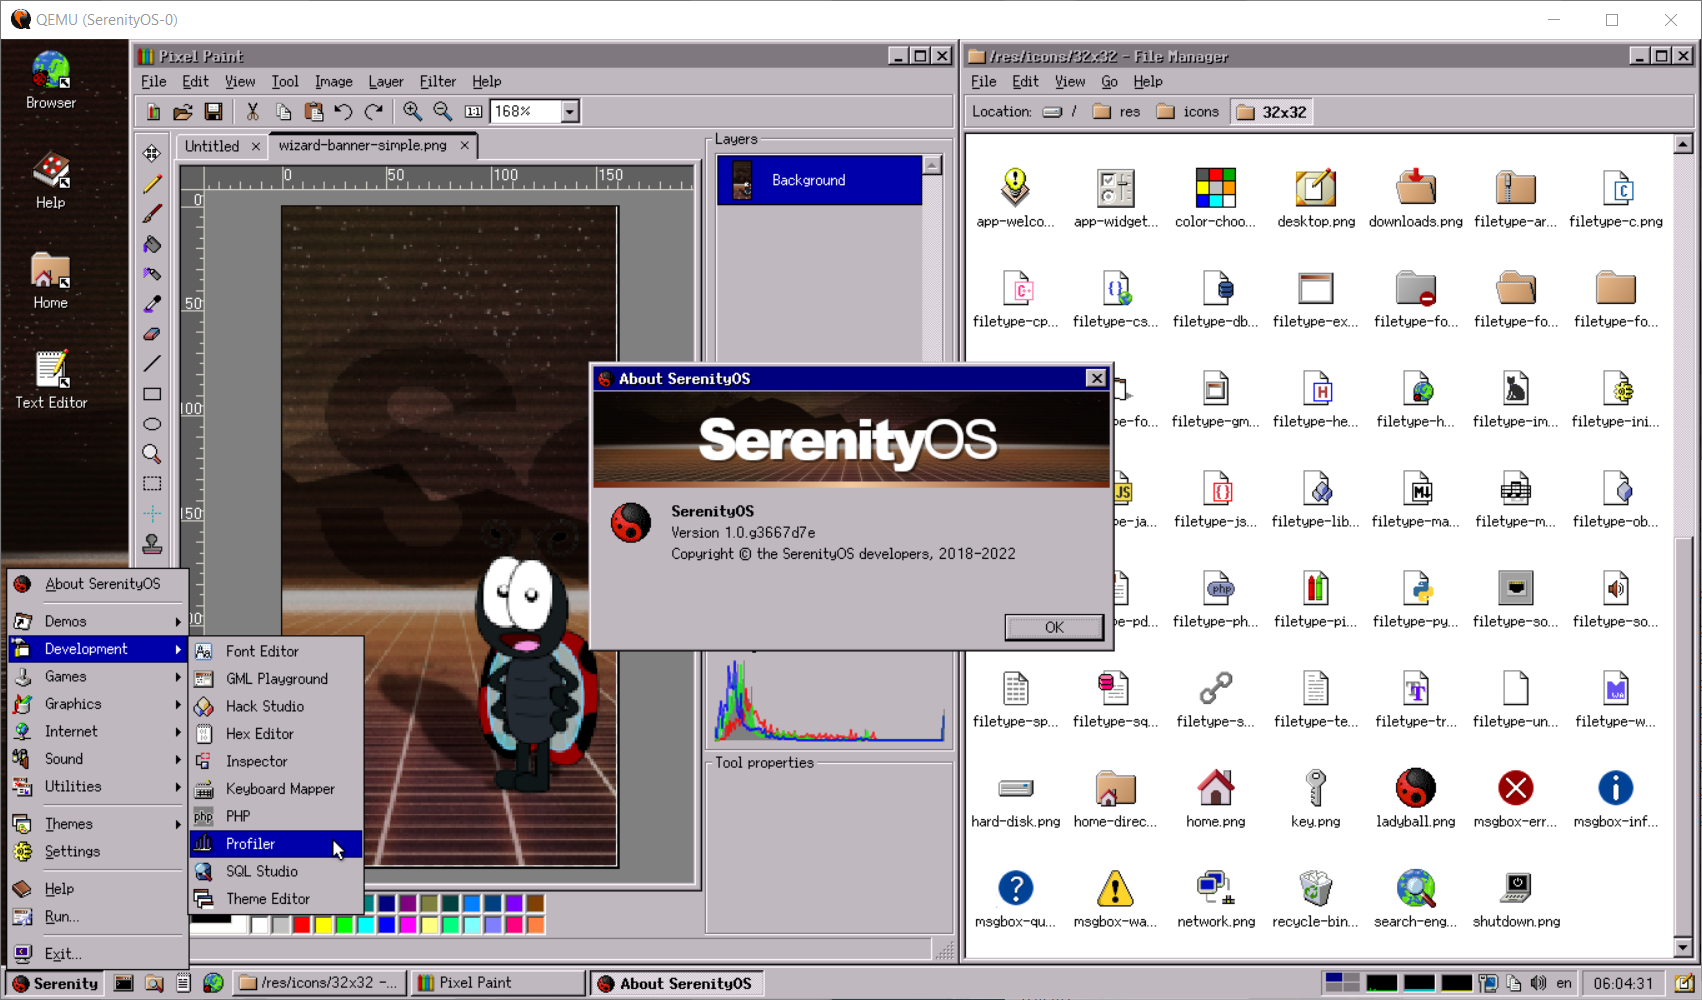 QEMU (SerenityOS-0)
Browser
Help
Home
Text Editor
Pixel Paint
File Edit View Tool Image Layer Filter Help
1:1 168%
Untitled wizard-banner-simple.png
0 50 100 150
0
50
100
150
Layers
Background
Tool properties
/res/icons/32x32 - File Manager
File Edit View Go Help
Location: / res icons 32x32
app-welco... app-widget... color-choo... desktop.png downloads.png filetype-ar... filetype-c.png
filetype-cp... filetype-cs... filetype-db... filetype-ex... filetype-fo... filetype-fo... filetype-fo...
pe-fo... filetype-gm... filetype-he... filetype-h... filetype-im... filetype-ini...
pe-ja... filetype-js... filetype-lib... filetype-ma... filetype-m... filetype-ob...
pe-pd... filetype-ph... filetype-pi... filetype-py... filetype-so... filetype-so...
filetype-sp... filetype-sq... filetype-s... filetype-te... filetype-tr... filetype-un... filetype-w...
hard-disk.png home-direc... home.png key.png ladyball.png msgbox-err... msgbox-inf...
msgbox-qu... msgbox-wa... network.png recycle-bin... search-eng... shutdown.png
About SerenityOS
SerenityOS
SerenityOS
Version 1.0.g3667d7e
Copyright © the SerenityOS developers, 2018-2022
OK
About SerenityOS
Demos
Development
Games
Graphics
Internet
Sound
Utilities
Themes
Settings
Help
Run...
Exit...
Font Editor
GML Playground
Hack Studio
Hex Editor
Inspector
Keyboard Mapper
php PHP
Profiler
SQL Studio
Theme Editor
Serenity /res/icons/32x32 -... Pixel Paint About SerenityOS en 06:04:31